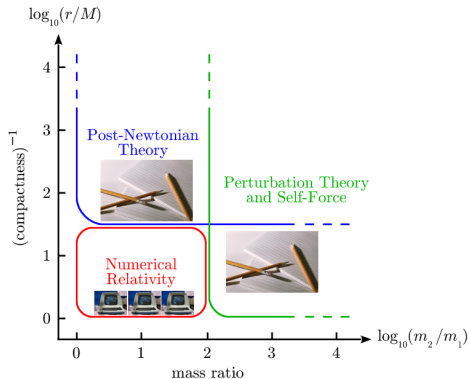 log₁₀(r/M)
4
3
2
1
0
(compactness)⁻¹
Post-Newtonian
Theory
Perturbation Theory
and Self-Force
Numerical
Relativity
0
1
2
3
4
log₁₀(m₂/m₁)
mass ratio